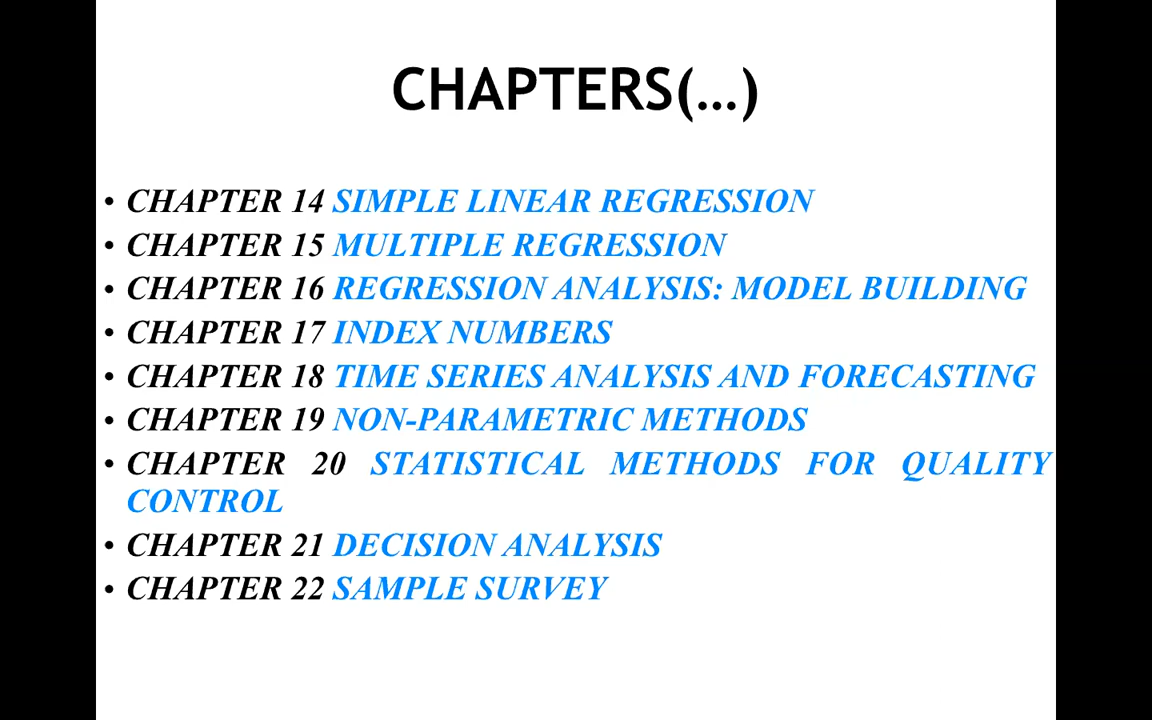 CHAPTERS(…)
• CHAPTER 14 SIMPLE LINEAR REGRESSION
• CHAPTER 15 MULTIPLE REGRESSION
• CHAPTER 16 REGRESSION ANALYSIS: MODEL BUILDING
• CHAPTER 17 INDEX NUMBERS
• CHAPTER 18 TIME SERIES ANALYSIS AND FORECASTING
• CHAPTER 19 NON-PARAMETRIC METHODS
• CHAPTER 20 STATISTICAL METHODS FOR QUALITY
CONTROL
• CHAPTER 21 DECISION ANALYSIS
• CHAPTER 22 SAMPLE SURVEY